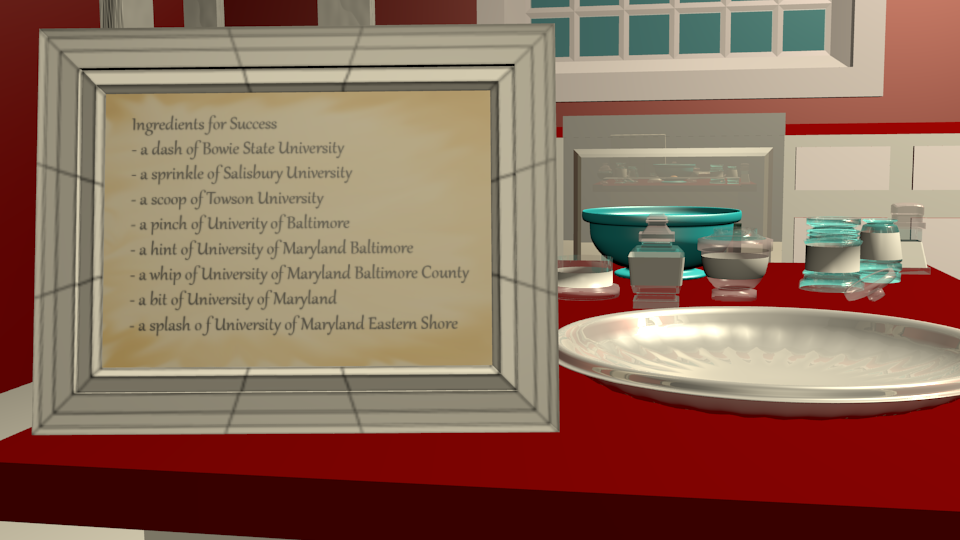 Ingredients for Success
- a dash of Bowie State University
- a sprinkle of Salisbury University
- a scoop of Towson University
- a pinch of Univerity of Baltimore
- a hint of University of Maryland Baltimore
- a whip of University of Maryland Baltimore County
- a bit of University of Maryland
- a splash of University of Maryland Eastern Shore